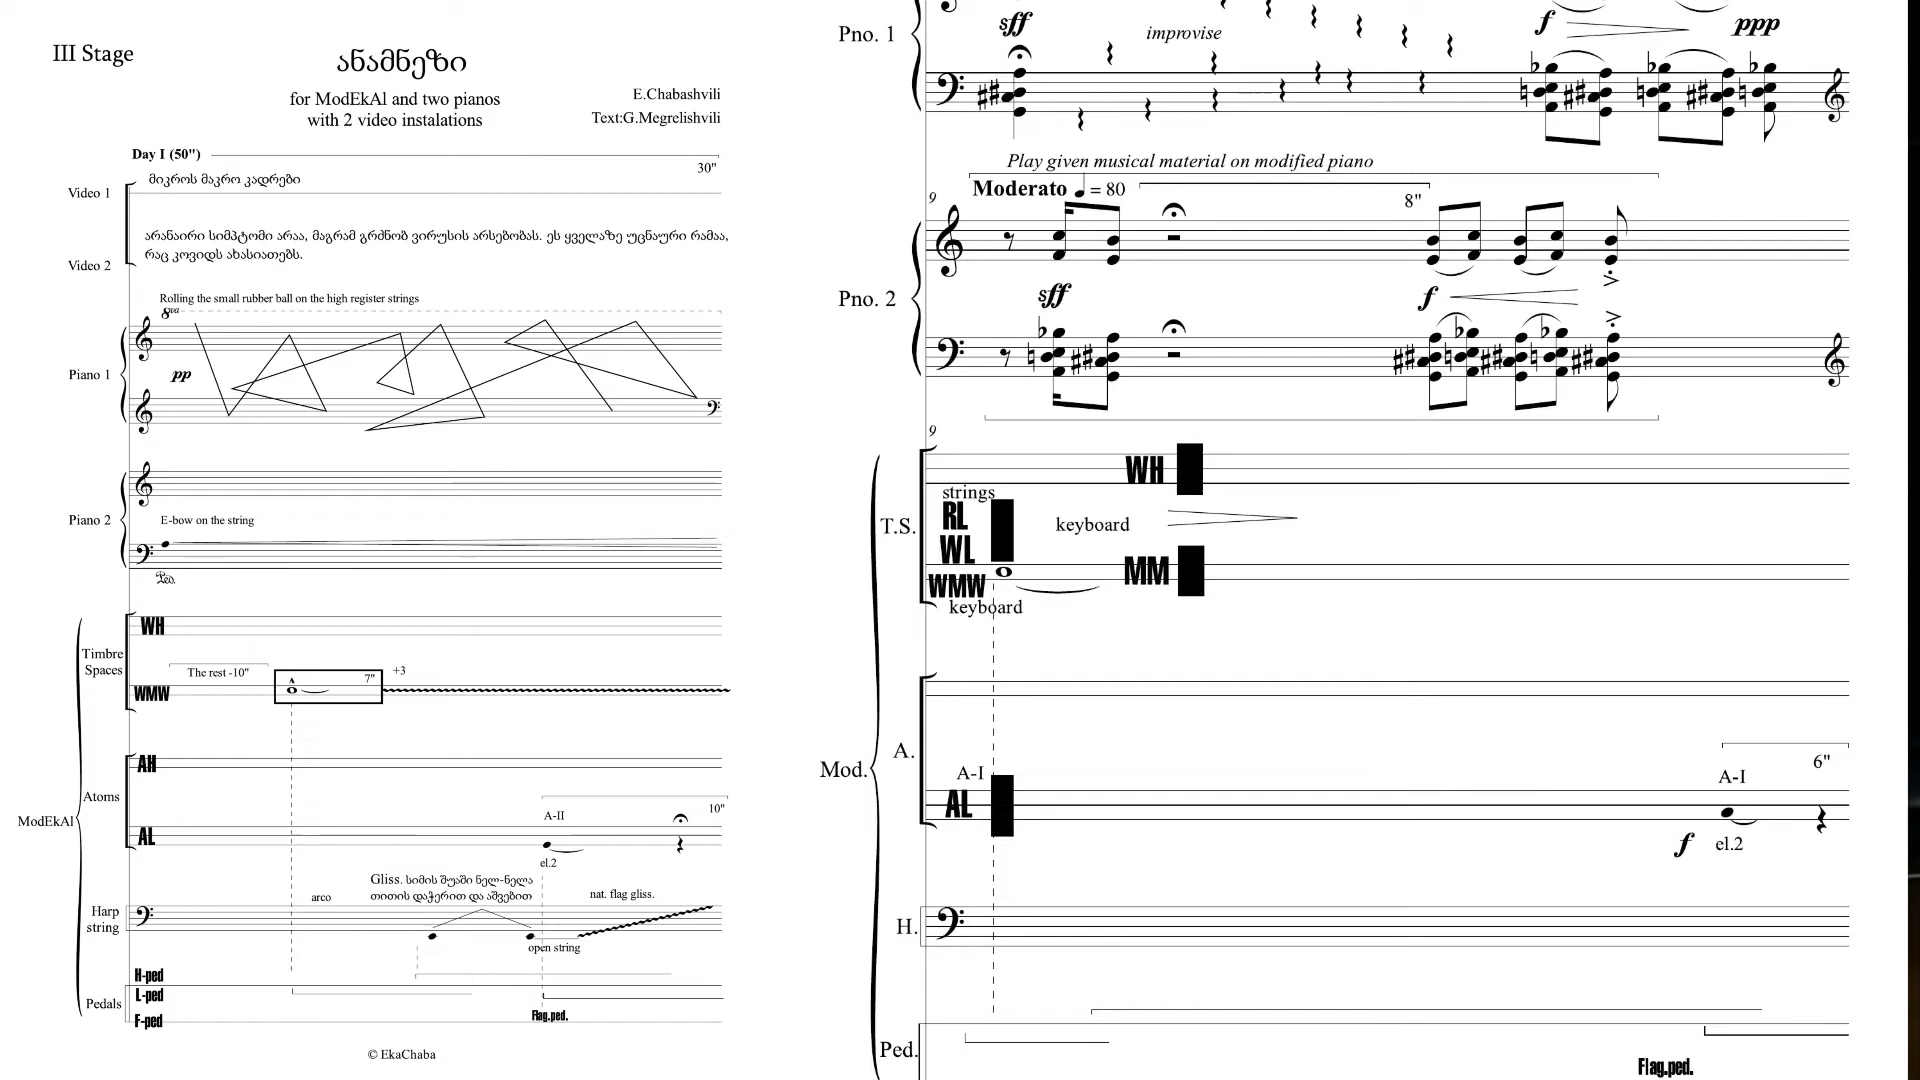 III Stage
ანამნეზი
for ModEkAl and two pianos
with 2 video instalations
E.Chabashvili
Text:G.Megrelishvili
Day I (50")
30"
Video 1
მიკროს მაკრო კადრები
Video 2
არანაირი სიმპტომი არაა, მაგრამ გრძნობ ვირუსის არსებობას. ეს ყველაზე უცნაური რამაა,
რაც კოვიდს ახასიათებს.
Rolling the small rubber ball on the high register strings
8va
Piano 1
pp
Piano 2
E-bow on the string
Ped.
ModEkAl
Timbre
Spaces
WH
The rest -10"
A
7"
+3
WMW
Atoms
AH
A-II
10"
AL
el.2
Harp
string
arco
Gliss. სიმის შუაში ნელ-ნელა
თითის დაჭერით და აშვებით
nat. flag gliss.
open string
Pedals
H-ped
L-ped
F-ped
Flag.ped.
© EkaChaba
Pno. 1
sff
improvise
f
ppp
Play given musical material on modified piano
9
Moderato = 80
8"
Pno. 2
sff
f
9
Mod.
T.S.
WH
strings
RL
WL
WMW
keyboard
keyboard
MM
A.
A-I
AL
A-I
6"
f
el.2
H.
Ped.
Flag.ped.